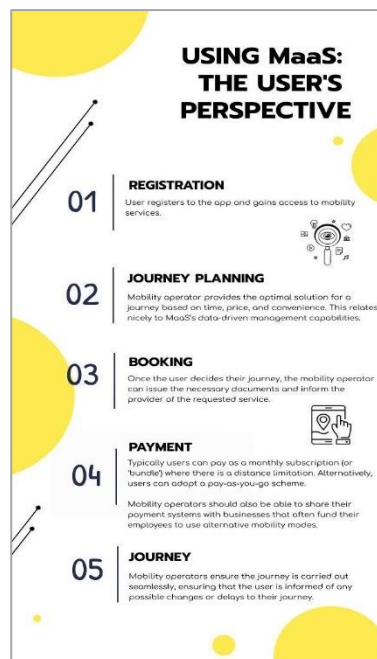 USING MaaS:
THE USER'S
PERSPECTIVE
01
REGISTRATION
User registers to the app and gains access to mobility
services.
02
JOURNEY PLANNING
Mobility operator provides the optimal solution for a
journey based on time, price, and convenience. This relates
nicely to MaaS's data-driven management capabilities.
03
BOOKING
Once the user decides their journey, the mobility operator
can issue the necessary documents and inform the
provider of the requested service.
04
PAYMENT
Typically users can pay as a monthly subscription (or
'bundle') where there is a distance limitation. Alternatively,
users can adopt a pay-as-you-go scheme.
Mobility operators should also be able to share their
payment systems with businesses that often fund their
employees to use alternative mobility modes.
05
JOURNEY
Mobility operators ensure the journey is carried out
seamlessly, ensuring that the user is informed of any
possible changes or delays to their journey.